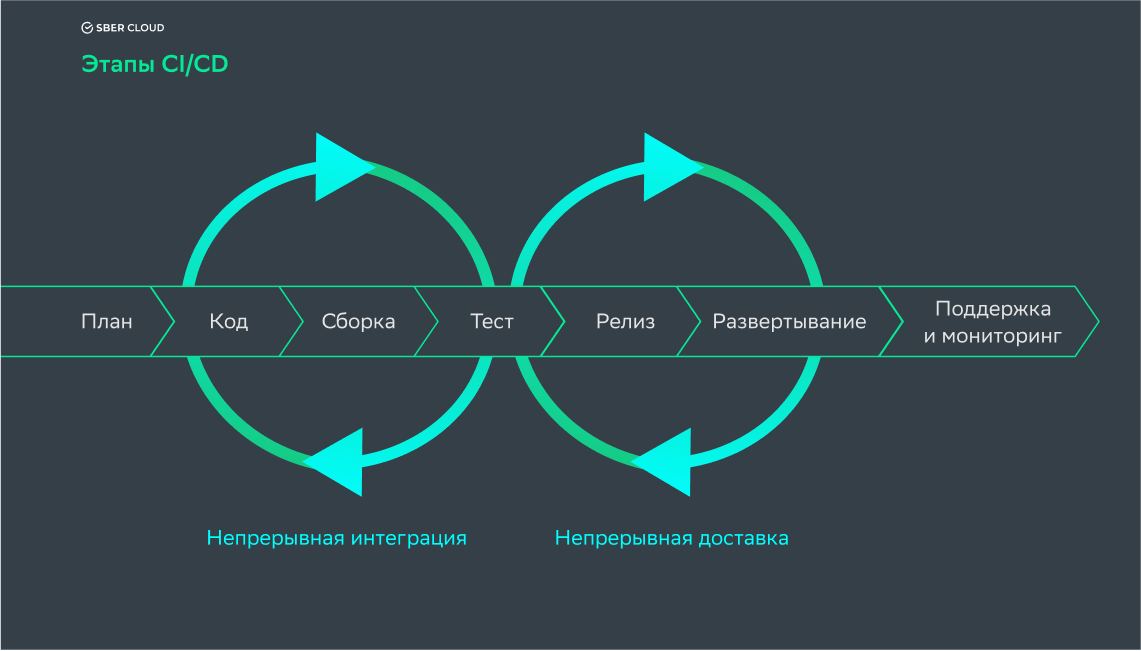 SBER CLOUD
Этапы CI/CD
План
Код
Сборка
Тест
Релиз
Развертывание
Поддержка
и мониторинг
Непрерывная интеграция
Непрерывная доставка